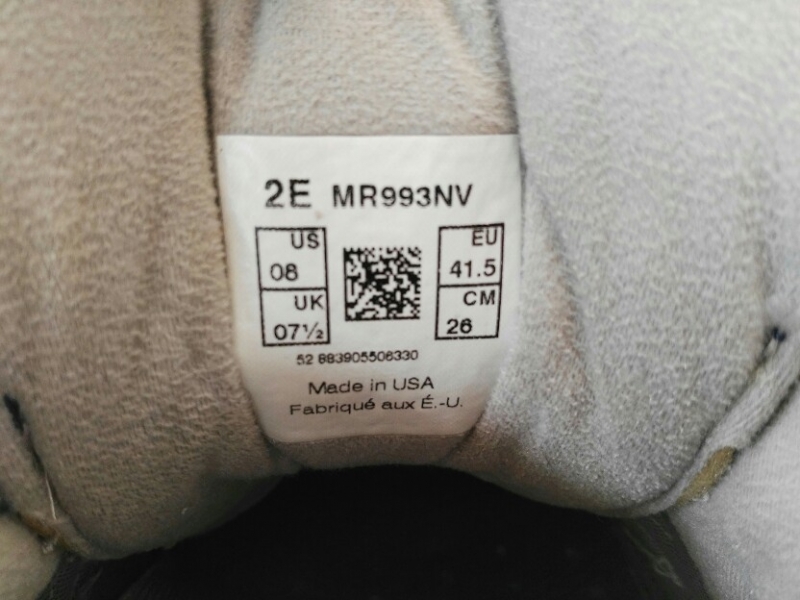 2E MR993NV
US
08
UK
07½
EU
41.5
CM
26
52 883905506330
Made in USA
Fabriqué aux É.-U.